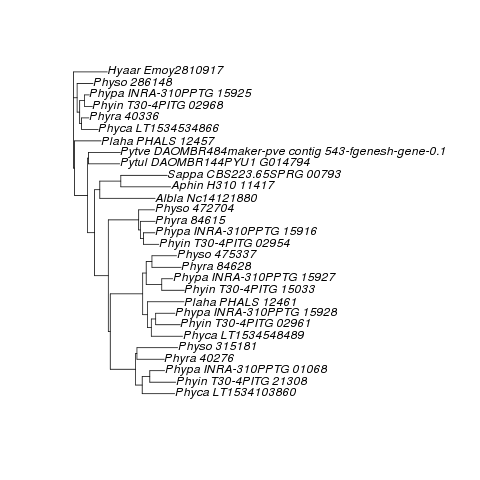 Hyaar Emoy2810917
Physo 286148
Phypa INRA-310PPTG 15925
Phyin T30-4PITG 02968
Phyra 40336
Phyca LT1534534866
Plaha PHALS 12457
Pytve DAOMBR484maker-pve contig 543-fgenesh-gene-0.1
Pytul DAOMBR144PYU1 G014794
Sappa CBS223.65SPRG 00793
Aphin H310 11417
Albla Nc14121880
Physo 472704
Phyra 84615
Phypa INRA-310PPTG 15916
Phyin T30-4PITG 02954
Physo 475337
Phyra 84628
Phypa INRA-310PPTG 15927
Phyin T30-4PITG 15033
Plaha PHALS 12461
Phypa INRA-310PPTG 15928
Phyin T30-4PITG 02961
Phyca LT1534548489
Physo 315181
Phyra 40276
Phypa INRA-310PPTG 01068
Phyin T30-4PITG 21308
Phyca LT1534103860